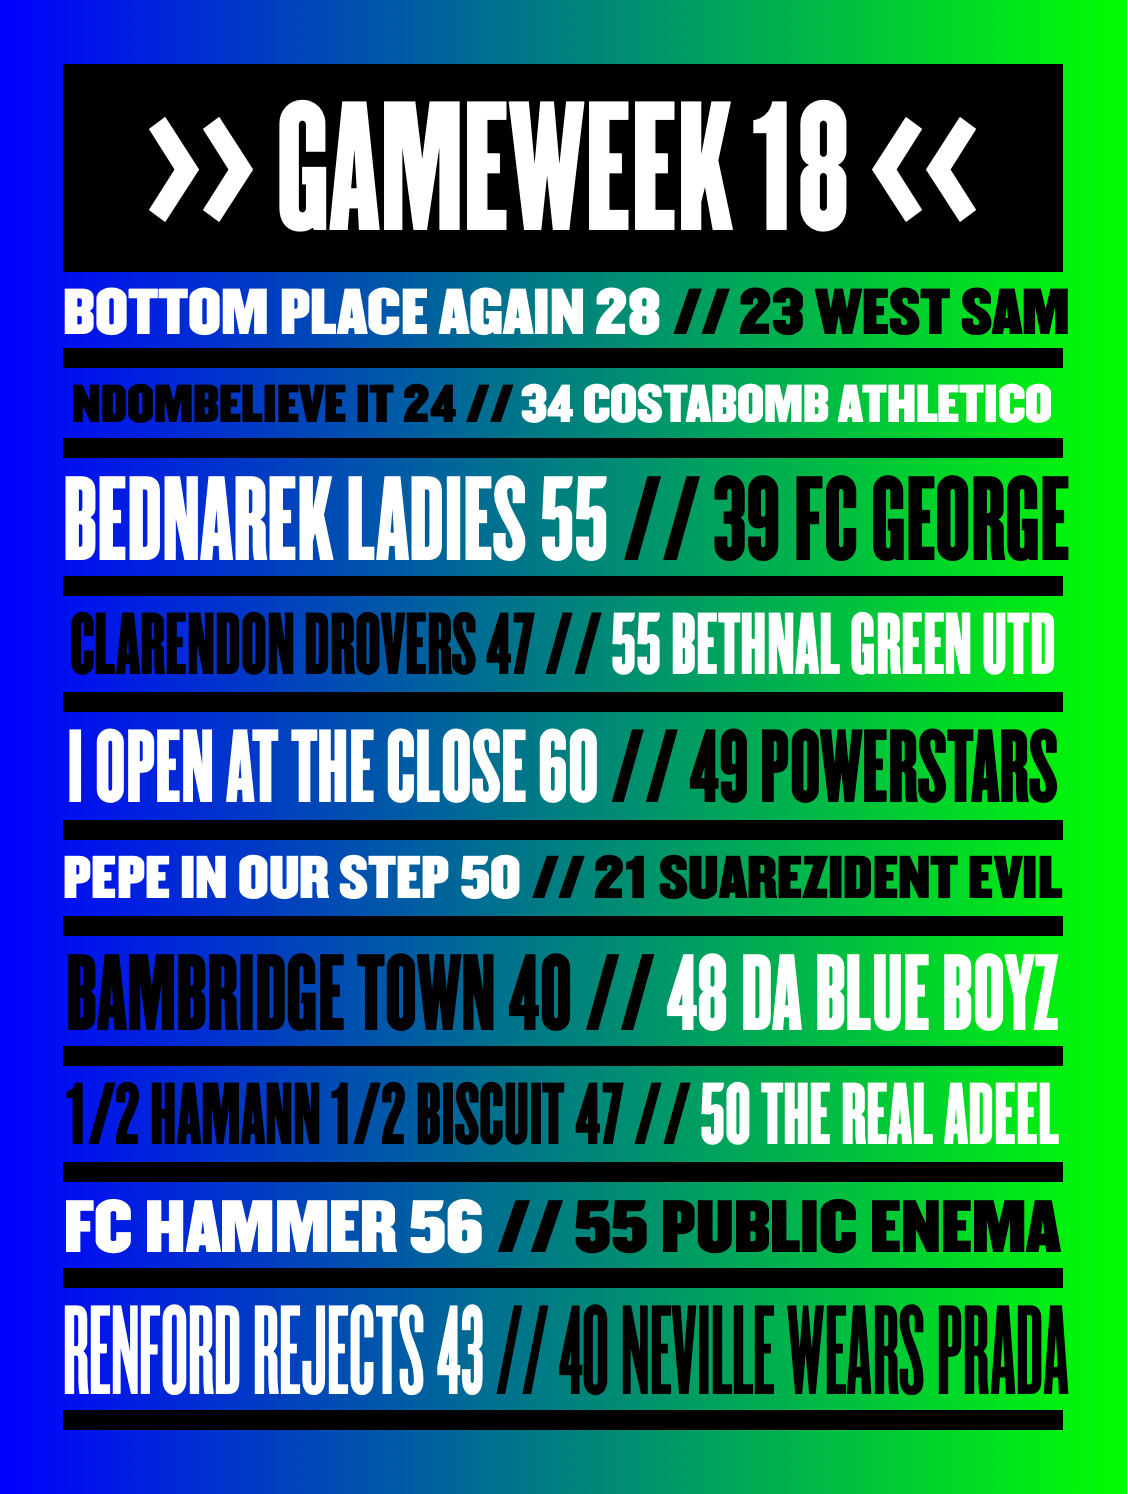 >> GAMEWEEK 18 <<
BOTTOM PLACE AGAIN 28 // 23 WEST SAM
NDOMBELIEVE IT 24 // 34 COSTABOMB ATHLETICO
BEDNAREK LADIES 55 // 39 FC GEORGE
CLARENDON DROVERS 47 // 55 BETHNAL GREEN UTD
I OPEN AT THE CLOSE 60 // 49 POWERSTARS
PEPE IN OUR STEP 50 // 21 SUAREZIDENT EVIL
BAMBRIDGE TOWN 40 // 48 DA BLUE BOYZ
1/2 HAMANN 1/2 BISCUIT 47 // 50 THE REAL ADEEL
FC HAMMER 56 // 55 PUBLIC ENEMA
RENFORD REJECTS 43 // 40 NEVILLE WEARS PRADA